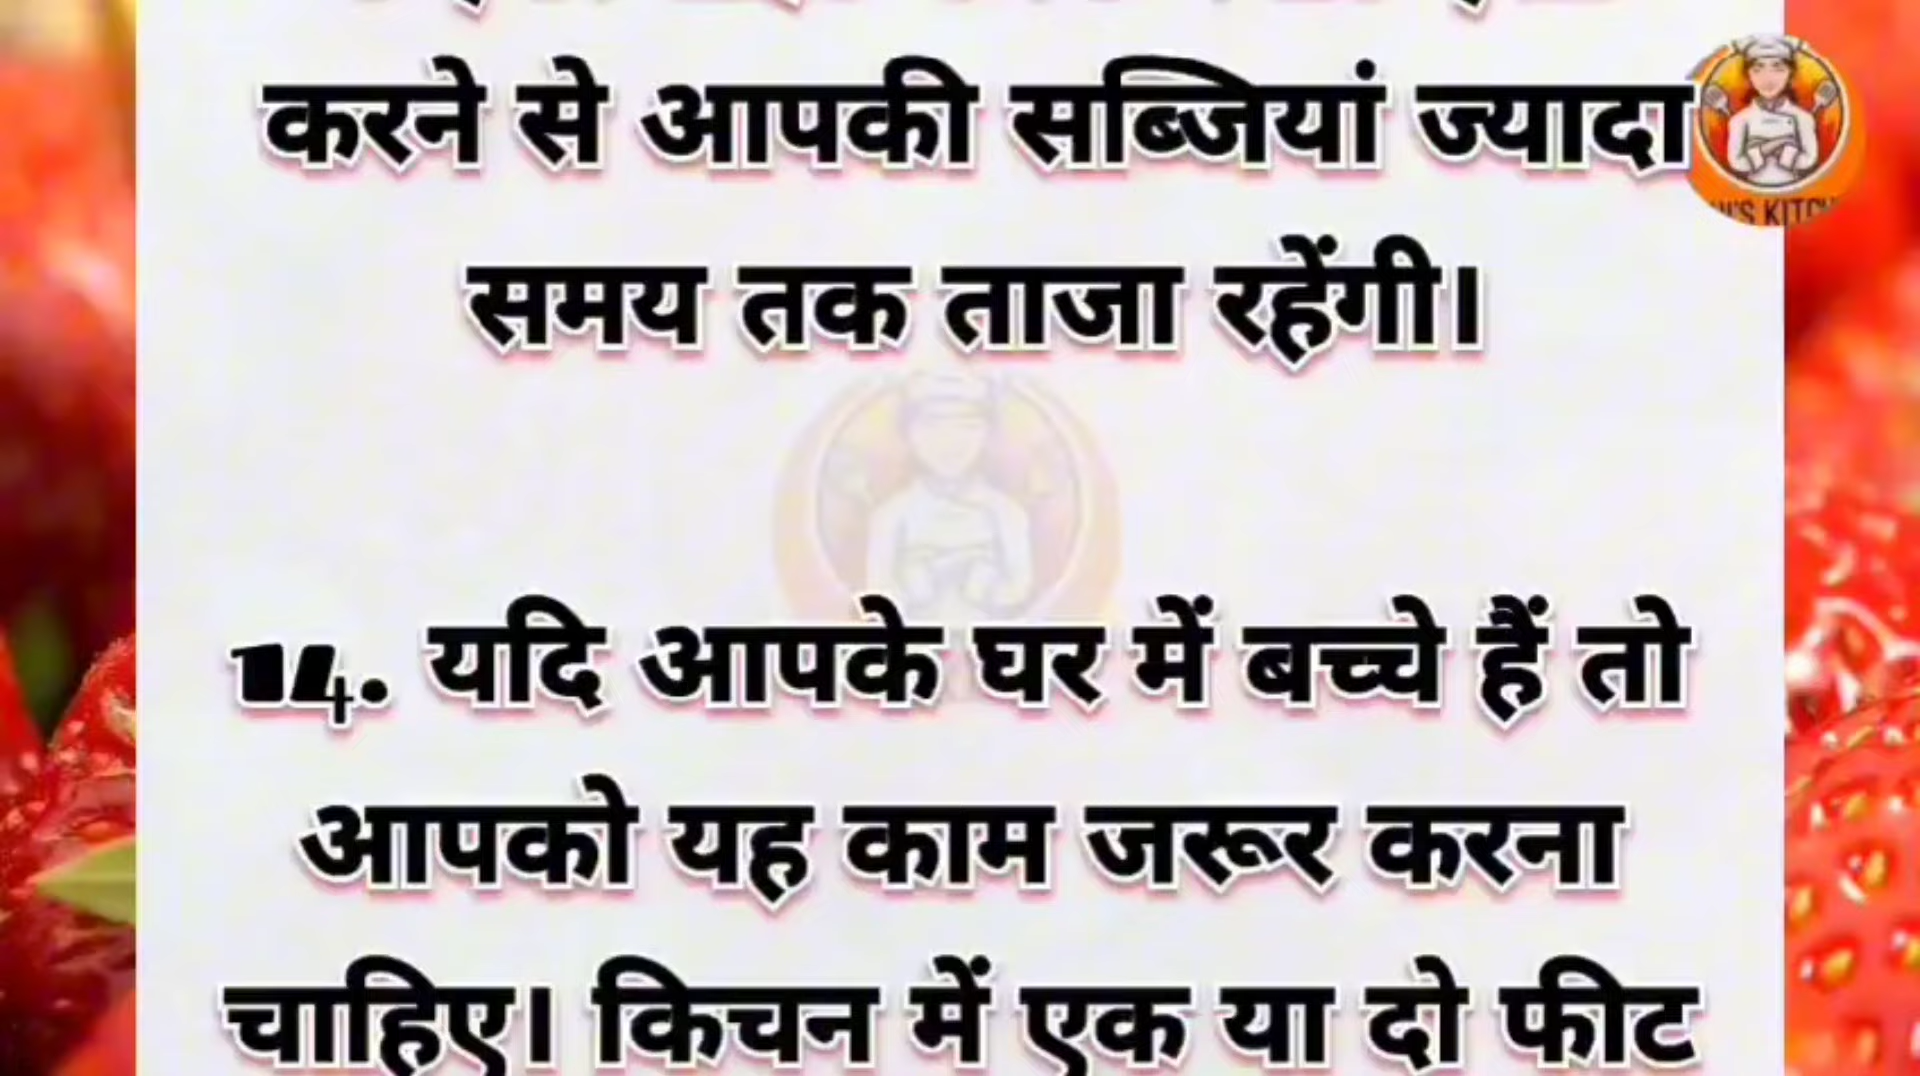 करने से आपकी सब्जियां ज्यादा
समय तक ताजा रहेंगी।
14. यदि आपके घर में बच्चे हैं तो
आपको यह काम जरूर करना
चाहिए। किचन में एक या दो फीट